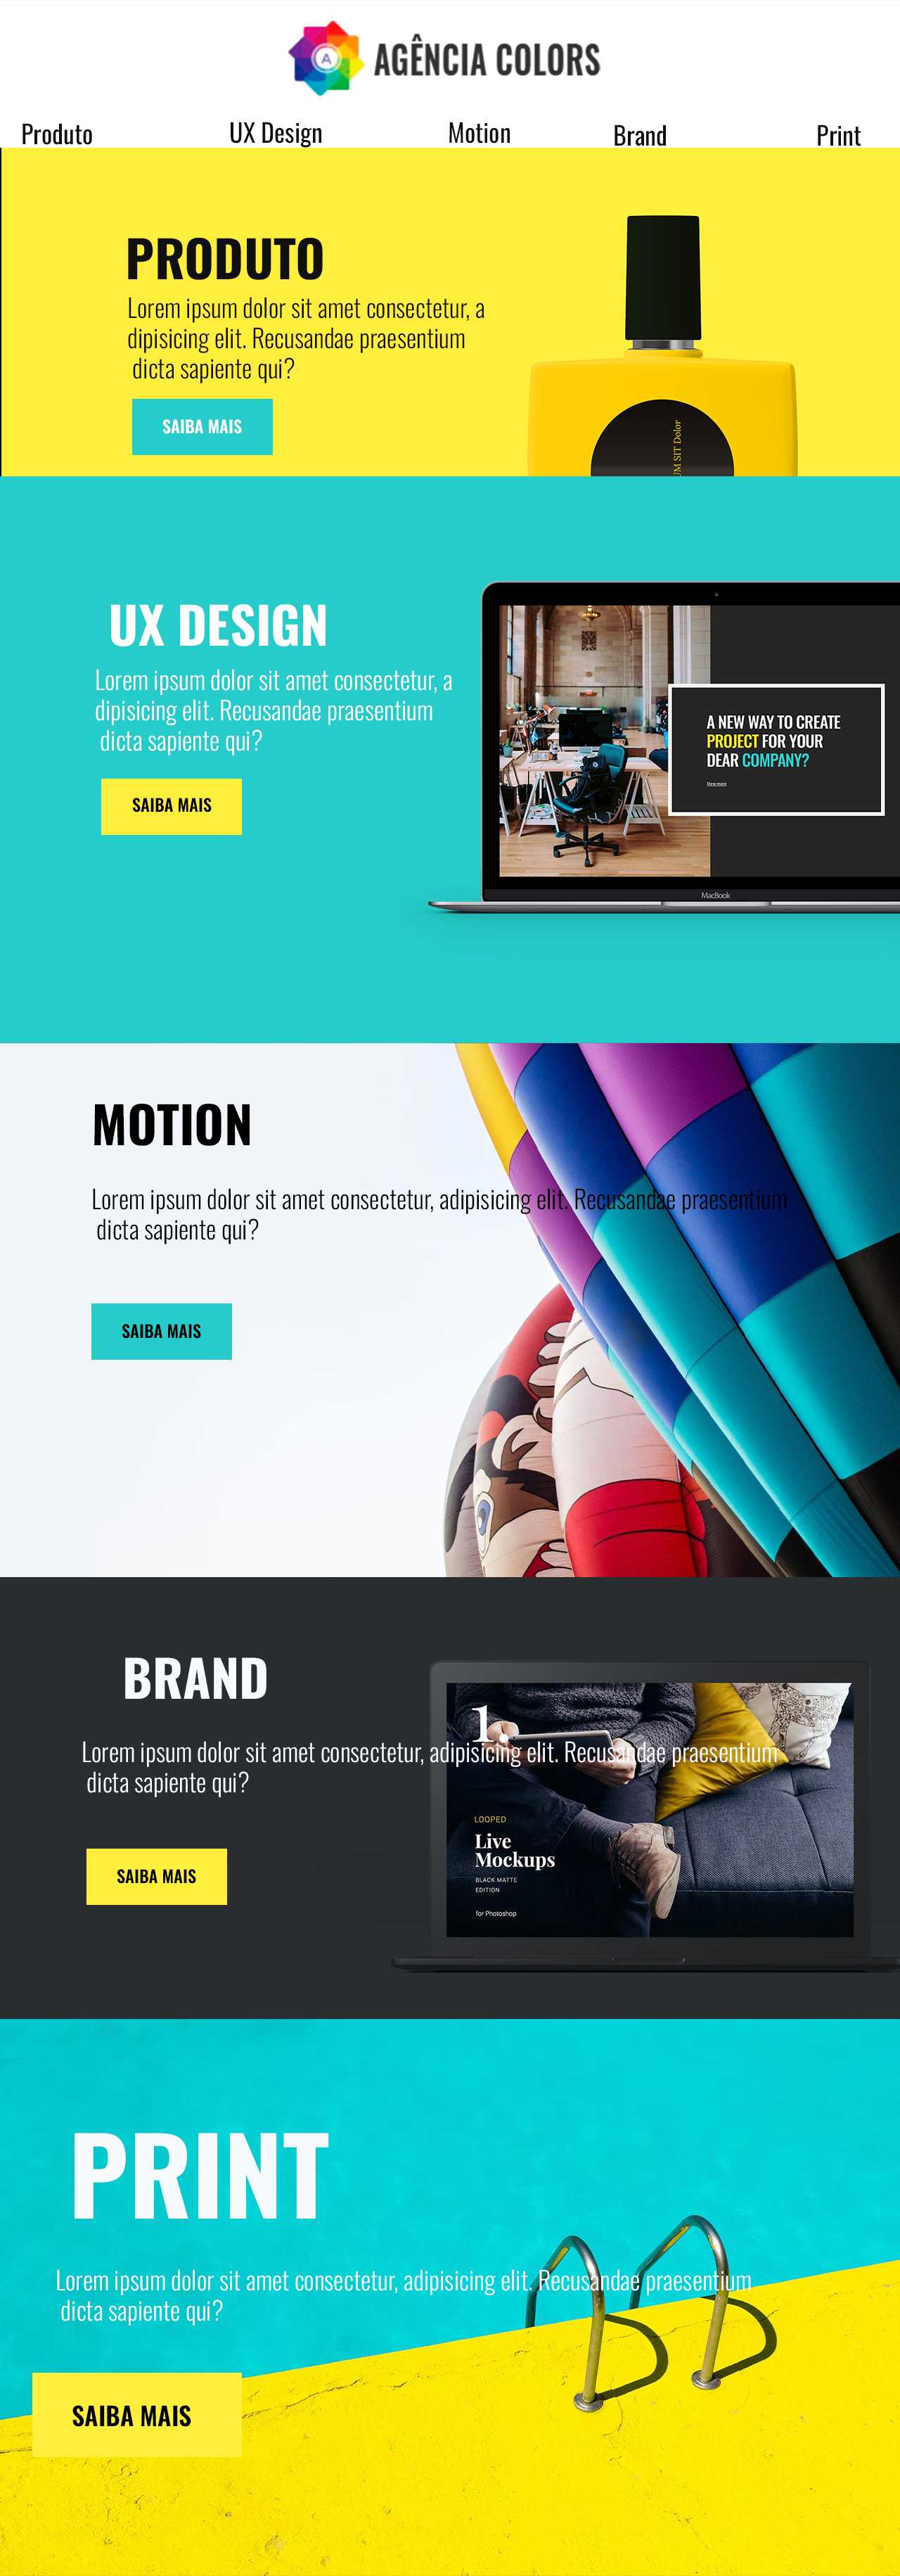 A
AGÊNCIA COLORS
Produto
UX Design
Motion
Brand
Print
PRODUTO
Lorem ipsum dolor sit amet consectetur, a
dipisicing elit. Recusandae praesentium
dicta sapiente qui?
SAIBA MAIS
UM SIT Dolor
UX DESIGN
Lorem ipsum dolor sit amet consectetur, a
dipisicing elit. Recusandae praesentium
dicta sapiente qui?
SAIBA MAIS
A NEW WAY TO CREATE
PROJECT FOR YOUR
DEAR COMPANY?
View more
MacBook
MOTION
Lorem ipsum dolor sit amet consectetur, adipisicing elit. Recusandae praesentium
dicta sapiente qui?
SAIBA MAIS
BRAND
1.
Lorem ipsum dolor sit amet consectetur, adipisicing elit. Recusandae praesentium
dicta sapiente qui?
SAIBA MAIS
LOOPED
Live
Mockups
BLACK MATTE
EDITION
for Photoshop
PRINT
Lorem ipsum dolor sit amet consectetur, adipisicing elit. Recusandae praesentium
dicta sapiente qui?
SAIBA MAIS